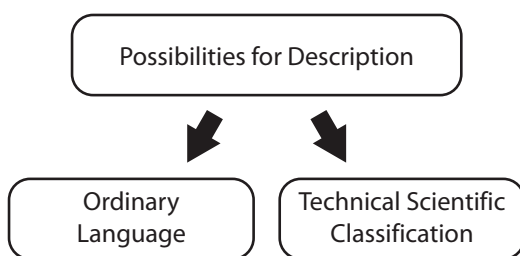 Possibilities for Description
Ordinary
Language
Technical Scientific
Classification